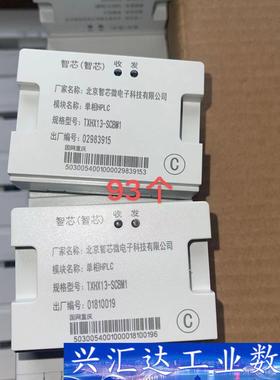 智芯(智芯) 收 发
厂家名称: 北京智芯微电子科技有限公司
模块名称: 单相HPLC
规格型号: TXHX13-SCBM1
出厂编号: 02983915
国网重庆
5030054001000029839153
C
93个
智芯(智芯) 收 发
厂家名称: 北京智芯微电子科技有限公司
模块名称: 单相HPLC
规格型号: TXHX13-SCBM1
出厂编号: 01810019
国网重庆
5030054001000018100196
C
兴汇达工业数